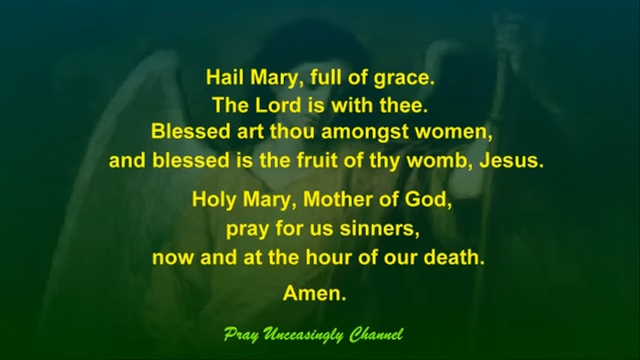 Hail Mary, full of grace.
The Lord is with thee.
Blessed art thou amongst women,
and blessed is the fruit of thy womb, Jesus.
Holy Mary, Mother of God,
pray for us sinners,
now and at the hour of our death.
Amen.
Pray Unceasingly Channel